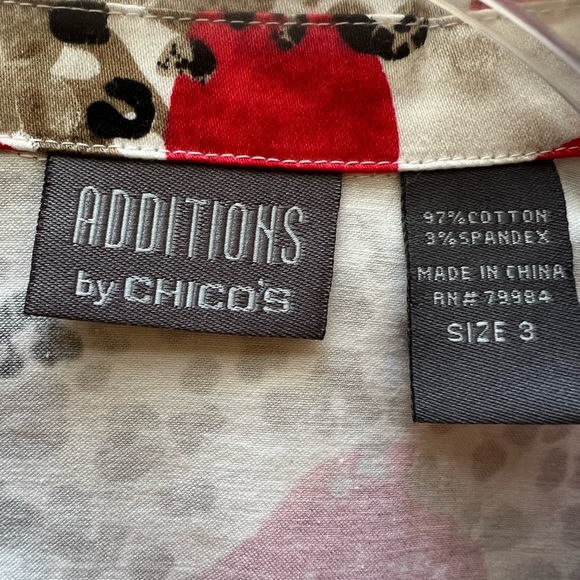 ADDITIONS
by CHICO'S
97% COTTON
3% SPANDEX
MADE IN CHINA
RN# 79984
SIZE 3